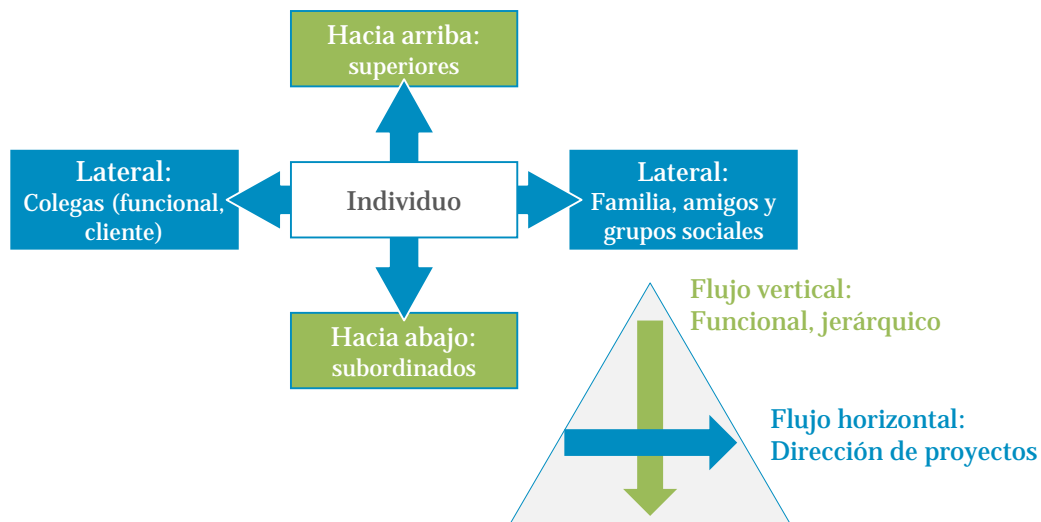 Hacia arriba:
superiores
Lateral:
Colegas (funcional,
cliente)
Individuo
Lateral:
Familia, amigos y
grupos sociales
Hacia abajo:
subordinados
Flujo vertical:
Funcional, jerárquico
Flujo horizontal:
Dirección de proyectos